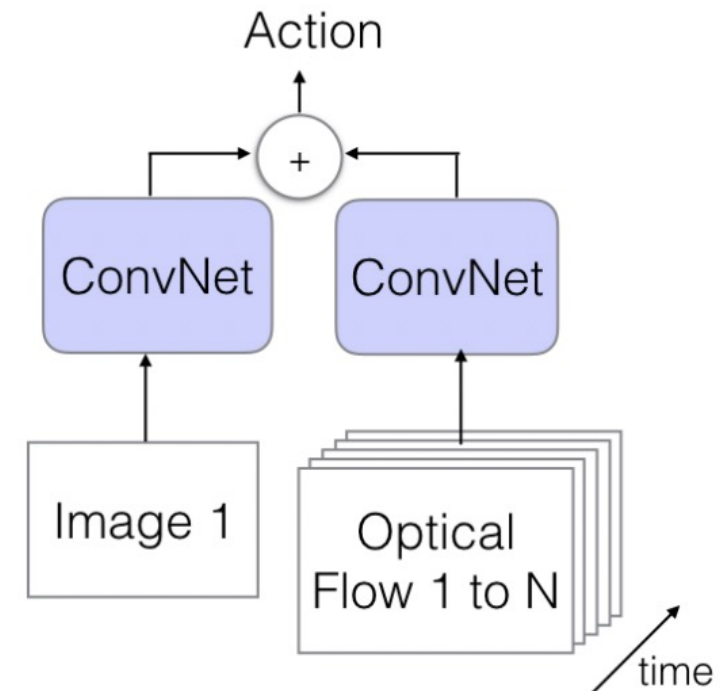 Action
+
ConvNet
ConvNet
Image 1
Optical
Flow 1 to N
time